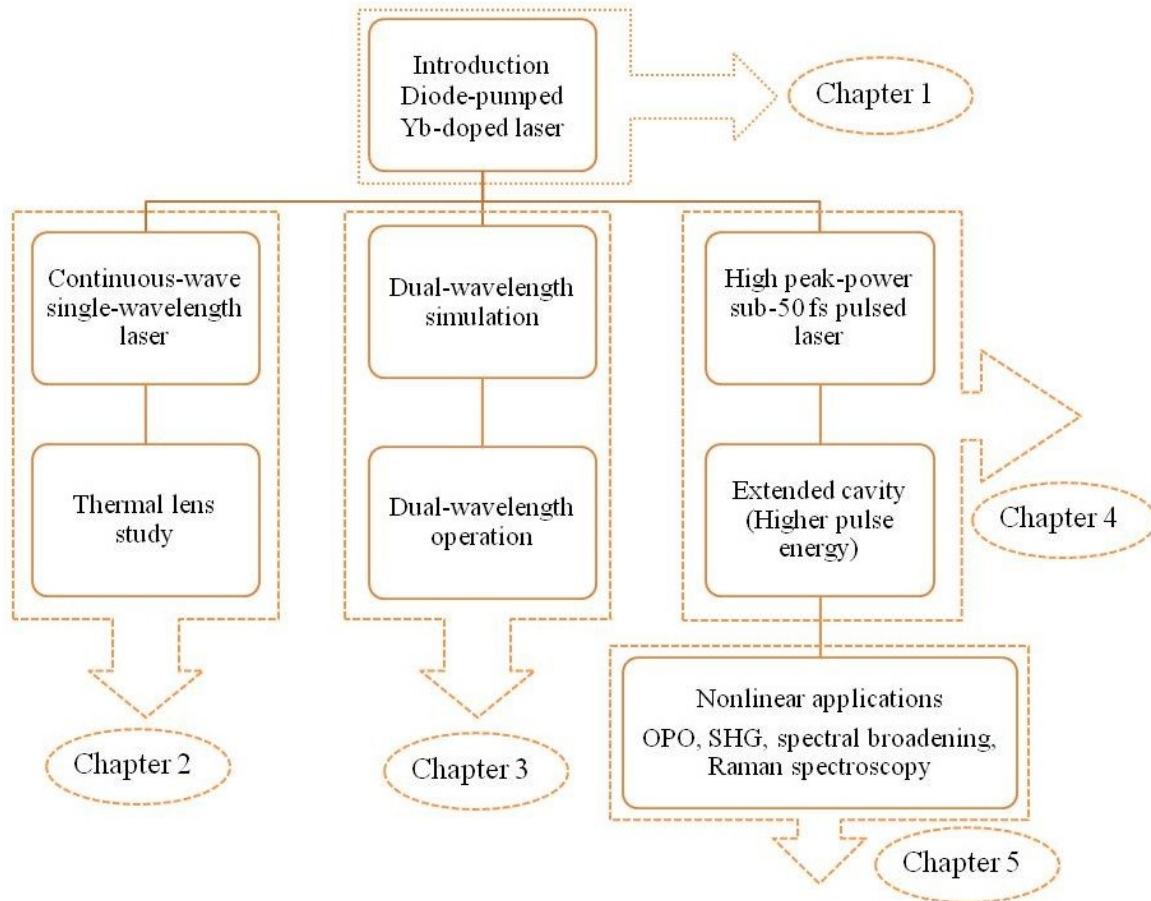 Introduction
Diode-pumped
Yb-doped laser
Chapter 1
Continuous-wave
single-wavelength
laser
Dual-wavelength
simulation
High peak-power
sub-50 fs pulsed
laser
Thermal lens
study
Dual-wavelength
operation
Extended cavity
(Higher pulse
energy)
Chapter 4
Nonlinear applications
OPO, SHG, spectral broadening,
Raman spectroscopy
Chapter 2
Chapter 3
Chapter 5